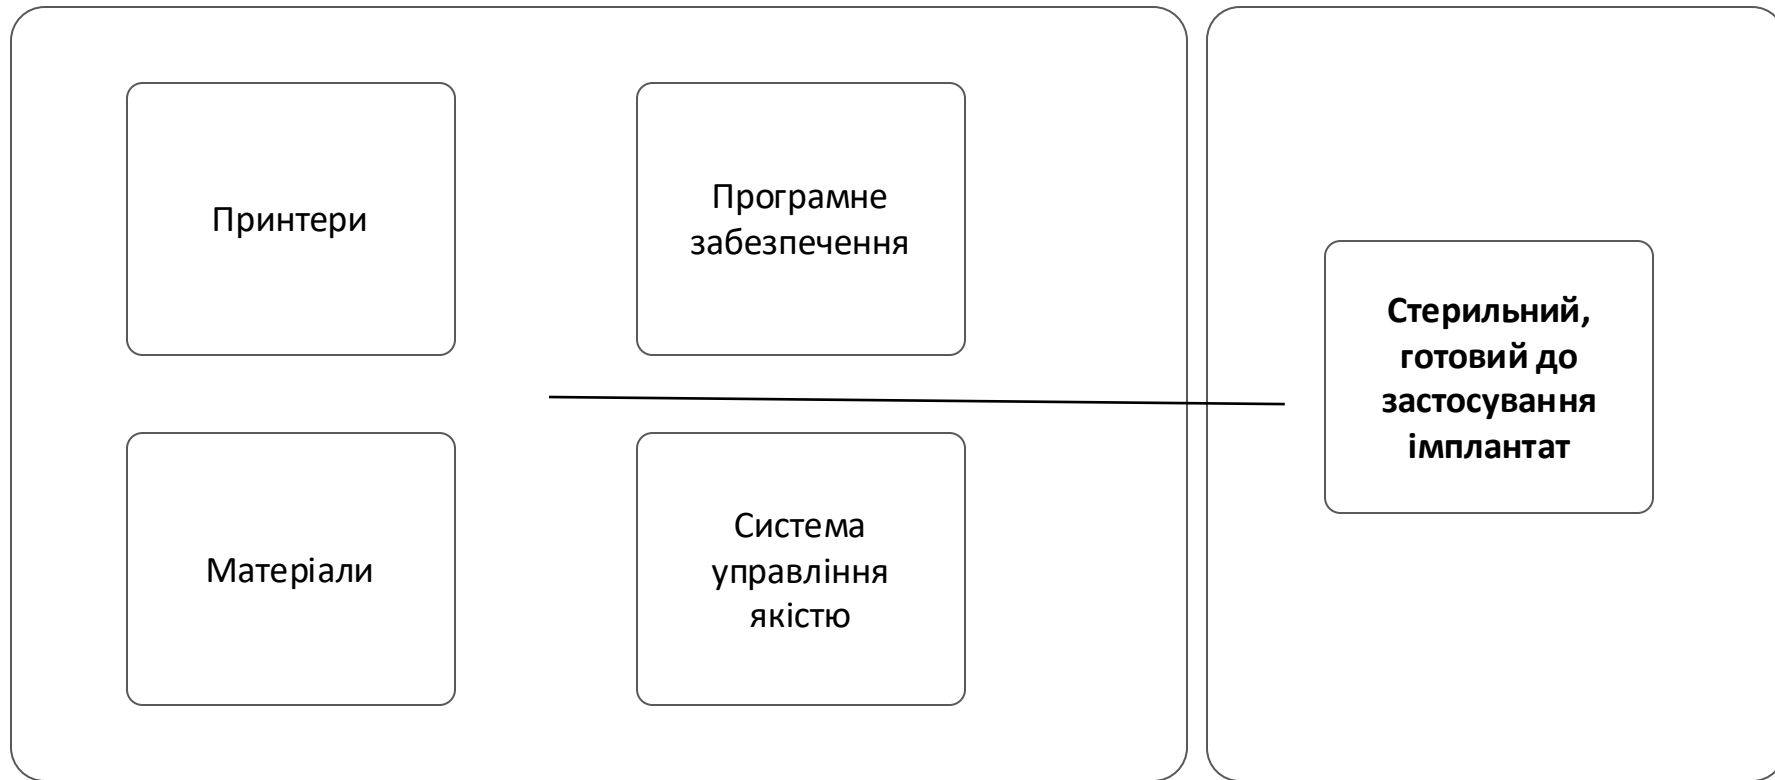 Принтери
Програмне
забезпечення
Матеріали
Система
управління
якістю
Стерильний,
готовий до
застосування
імплантат